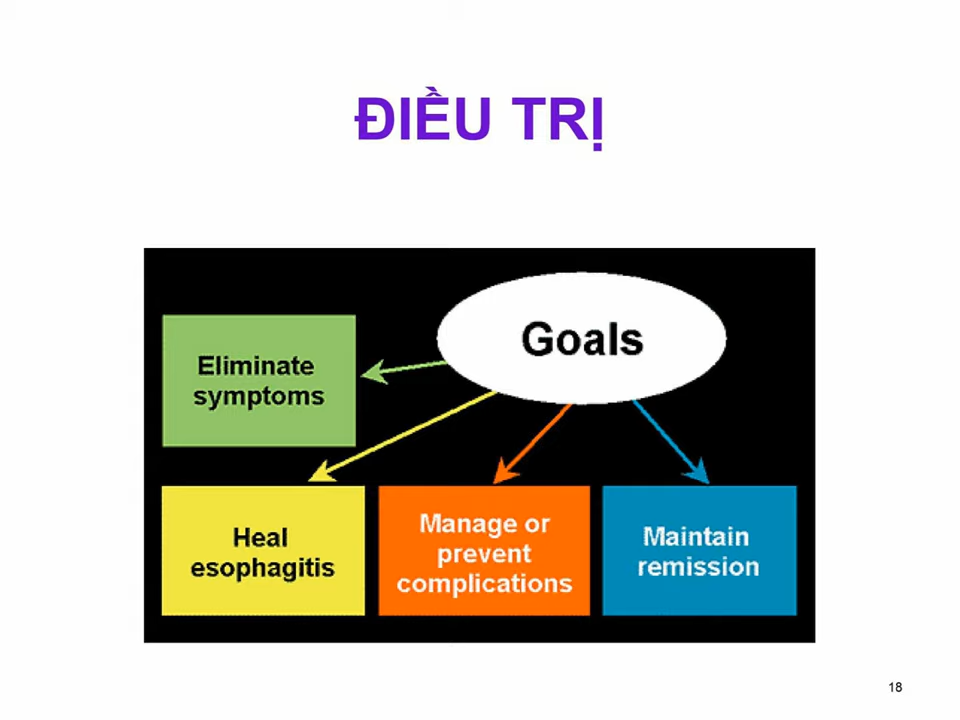 ĐIỀU TRỊ
Goals
Eliminate
symptoms
Heal
esophagitis
Manage or
prevent
complications
Maintain
remission
18